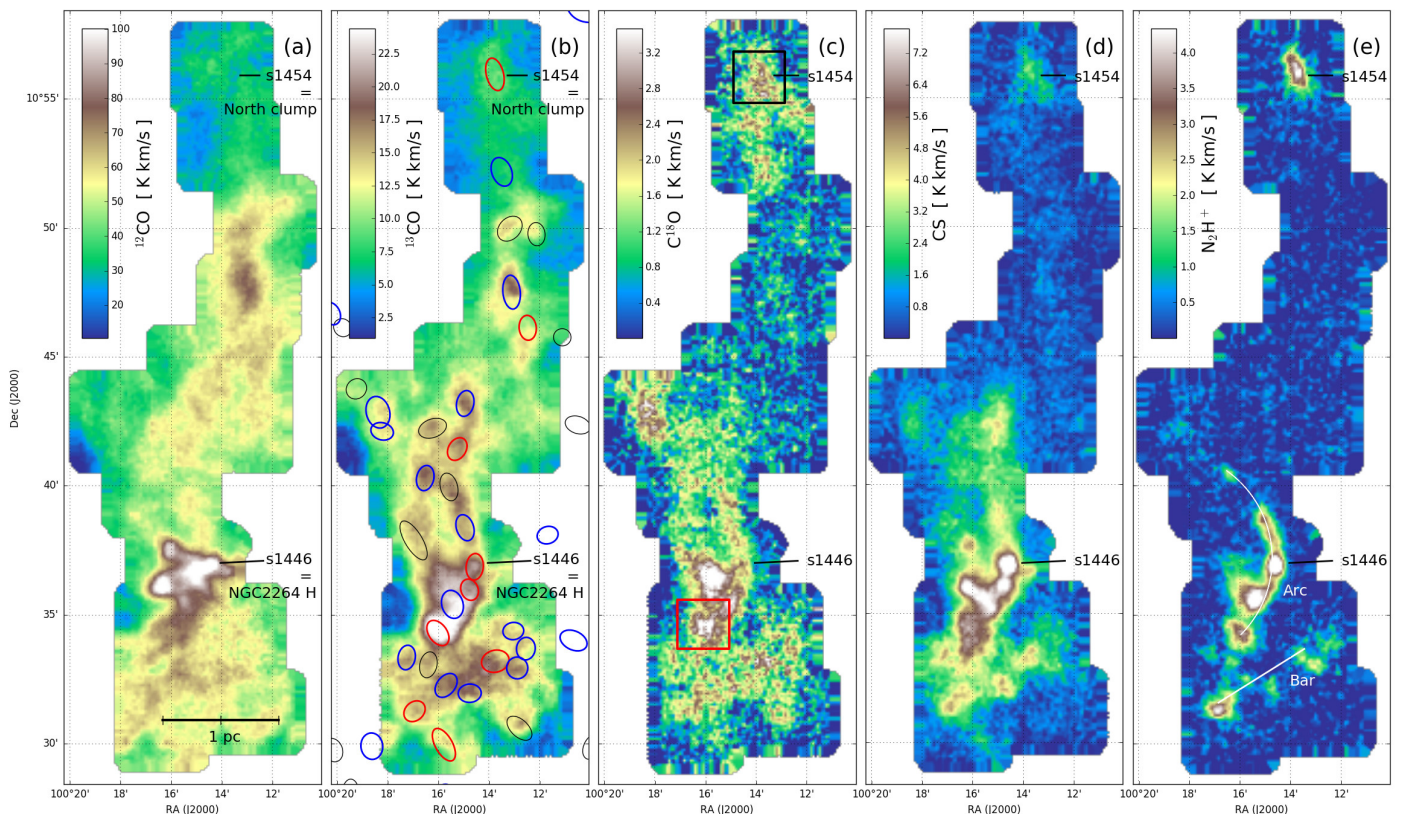 (a)
100
90
80
70
60
50
40
30
20
¹²CO [ K km/s ]
s1454
=
North clump
s1446
=
NGC2264 H
1 pc
10°55'
50'
45'
40'
35'
30'
Dec (J2000)
100°20'
18'
16'
14'
12'
RA (J2000)
(b)
22.5
20.0
17.5
15.0
12.5
10.0
7.5
5.0
2.5
¹³CO [ K km/s ]
s1454
=
North clump
s1446
=
NGC2264 H
18'
16'
14'
12'
RA (J2000)
(c)
3.2
2.8
2.4
2.0
1.6
1.2
0.8
0.4
C¹⁸O [ K km/s ]
s1454
s1446
100°20'
18'
16'
14'
12'
RA (J2000)
(d)
7.2
6.4
5.6
4.8
4.0
3.2
2.4
1.6
0.8
CS [ K km/s ]
s1454
s1446
100°20'
18'
16'
14'
12'
RA (J2000)
(e)
4.0
3.5
3.0
2.5
2.0
1.5
1.0
0.5
N₂H⁺ [ K km/s ]
s1454
s1446
Arc
Bar
100°20'
18'
16'
14'
12'
RA (J2000)